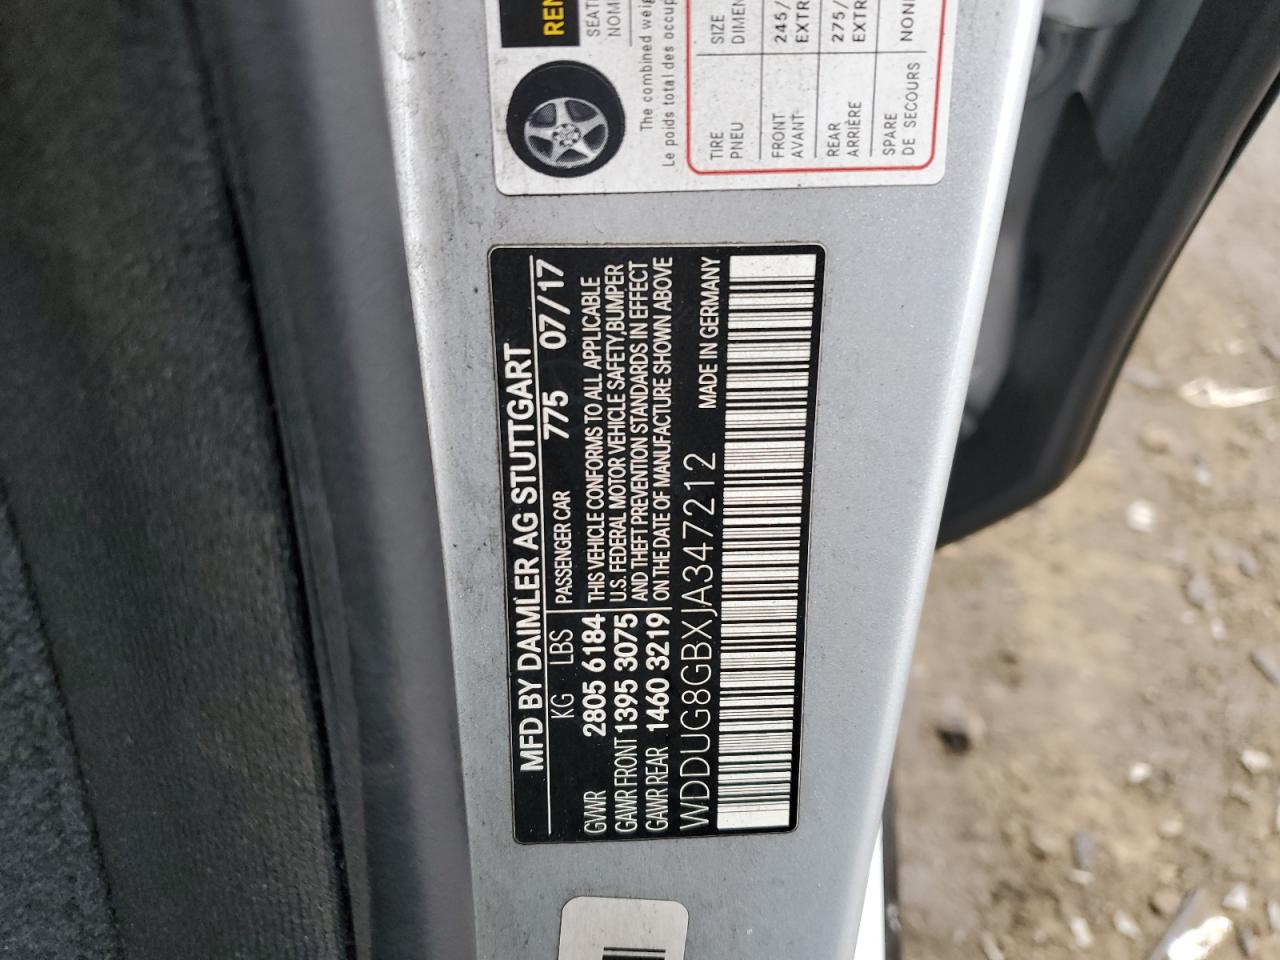 REN
SEAT
NOM
The combined weig
Le poids total des occup
TIRE SIZE
PNEU DIMEN
FRONT 245/
AVANT EXTR
REAR 275/
ARRIÈRE EXTR
SPARE NON
DE SECOURS
MFD BY DAIMLER AG STUTTGART
KG LBS PASSENGER CAR 775 07/17
GVWR 2805 6184 THIS VEHICLE CONFORMS TO ALL APPLICABLE
U.S. FEDERAL MOTOR VEHICLE SAFETY,BUMPER
GAWR FRONT 1395 3075 AND THEFT PREVENTION STANDARDS IN EFFECT
GAWR REAR 1460 3219 ON THE DATE OF MANUFACTURE SHOWN ABOVE
WDDUG8GBXJA347212 MADE IN GERMANY